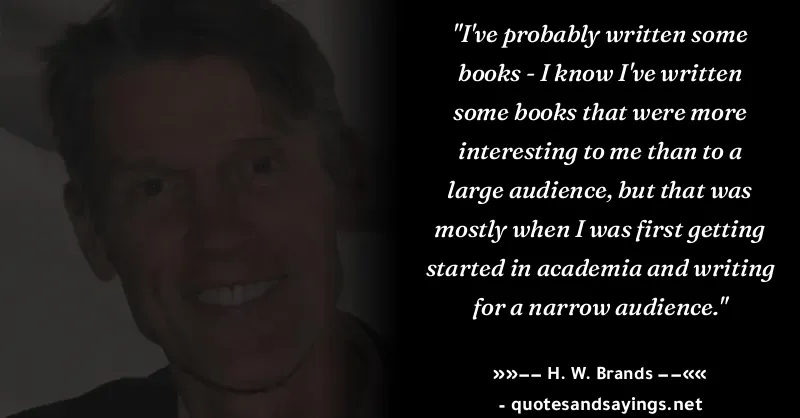 "I've probably written some
books - I know I've written
some books that were more
interesting to me than to a
large audience, but that was
mostly when I was first getting
started in academia and writing
for a narrow audience."
»»−− H. W. Brands −−««
- quotesandsayings.net